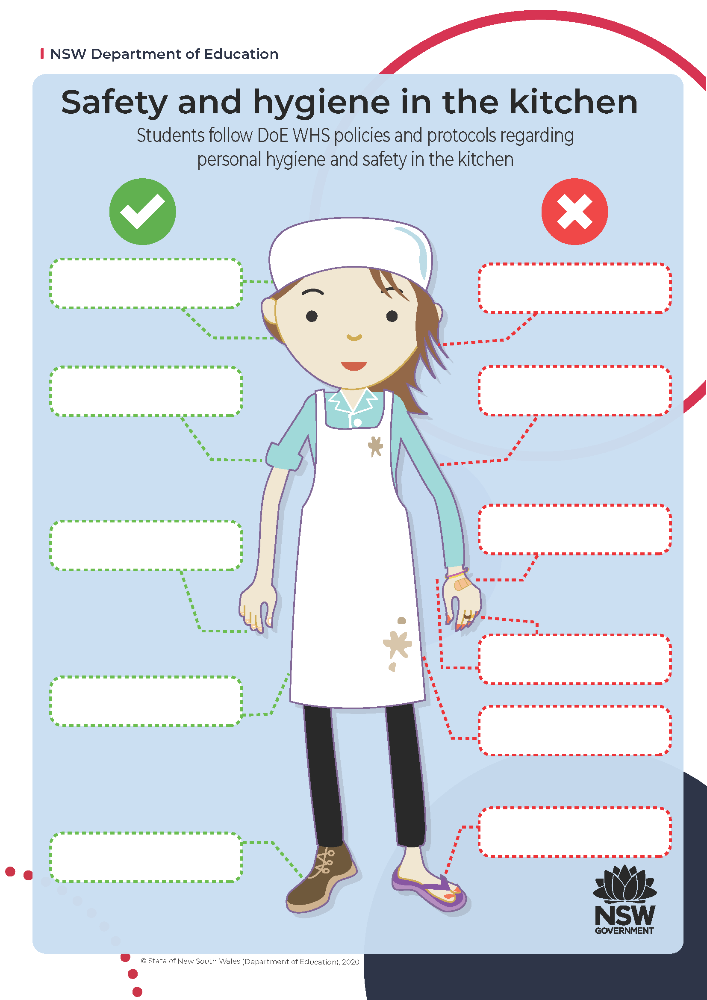 NSW Department of Education
Safety and hygiene in the kitchen
Students follow DoE WHS policies and protocols regarding
personal hygiene and safety in the kitchen
NSW
GOVERNMENT
© State of New South Wales (Department of Education), 2020